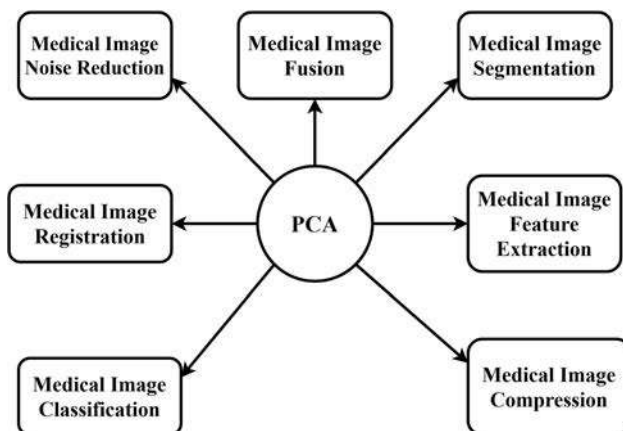 Medical Image
Noise Reduction
Medical Image
Fusion
Medical Image
Segmentation
Medical Image
Registration
PCA
Medical Image
Feature
Extraction
Medical Image
Classification
Medical Image
Compression